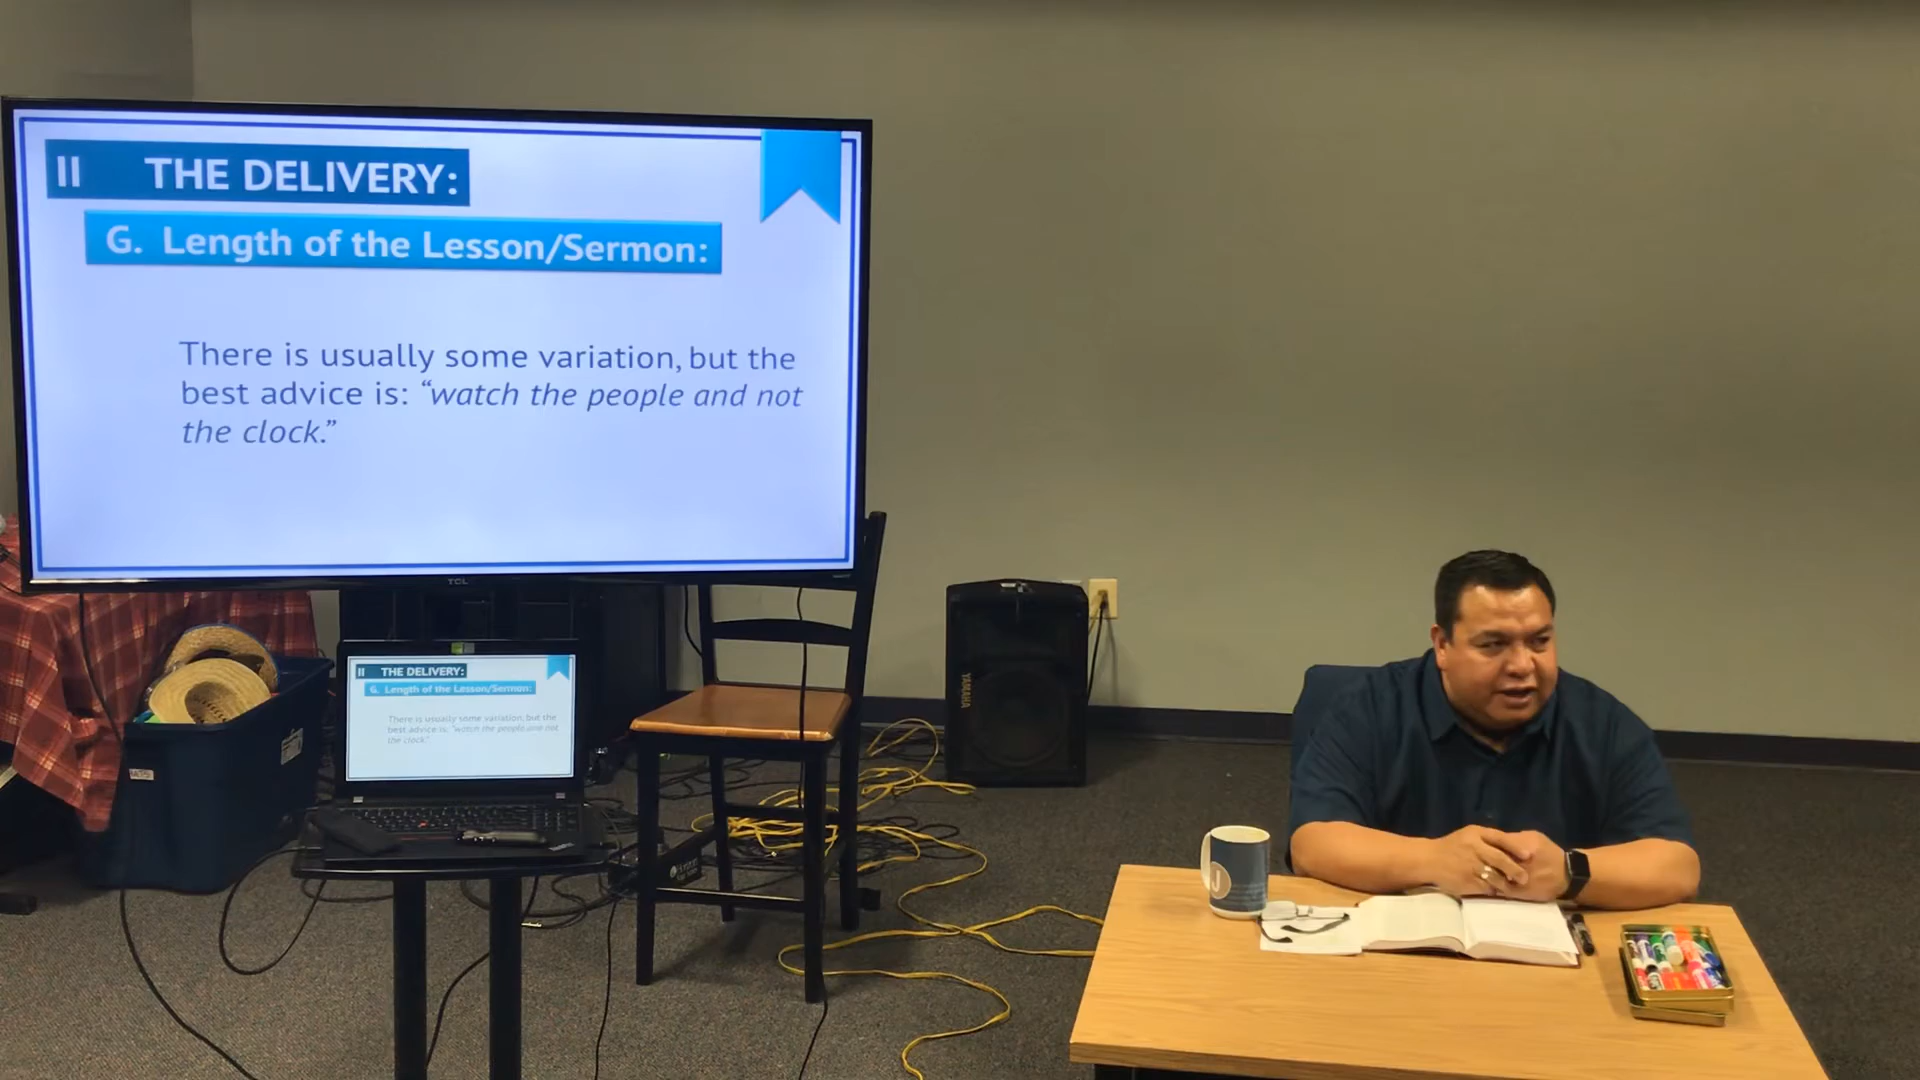 II THE DELIVERY:
G. Length of the Lesson/Sermon:
There is usually some variation, but the
best advice is: “watch the people and not
the clock.”
TCL
II THE DELIVERY:
G. Length of the Lesson/Sermon:
There is usually some variation, but the
best advice is: “watch the people and not
the clock.”
HATS
YAMAHA
J